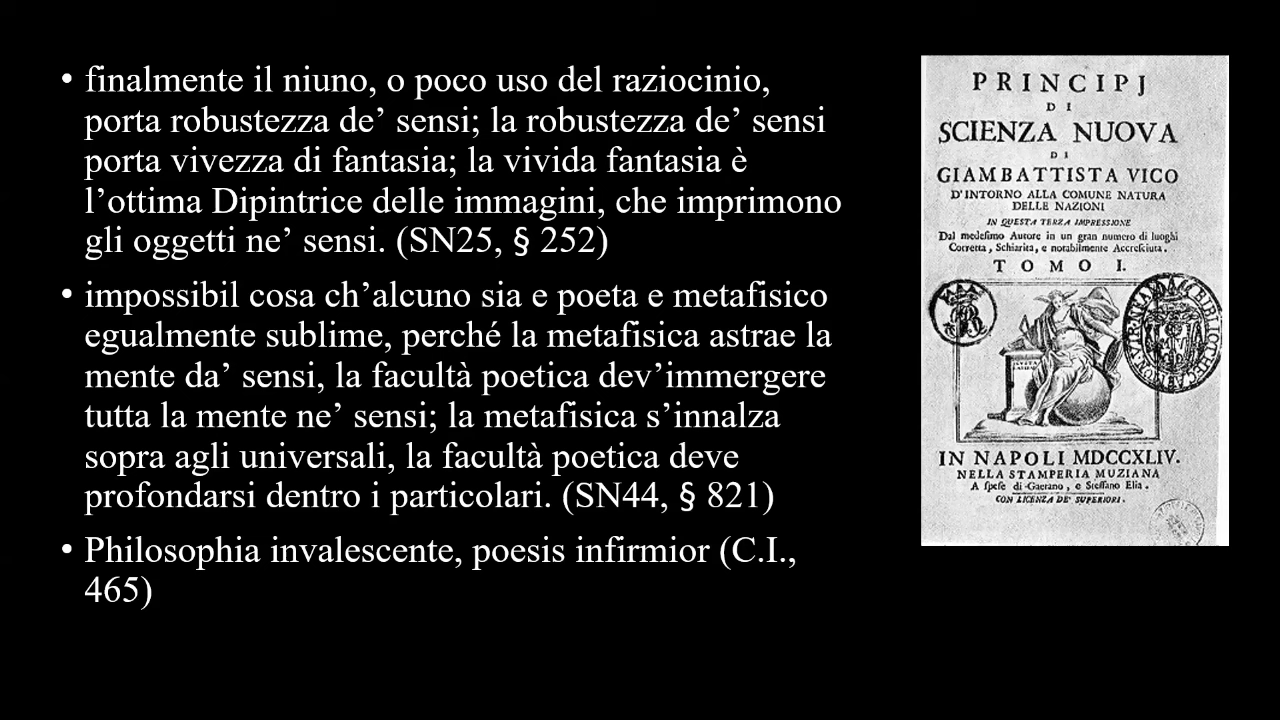 • finalmente il niuno, o poco uso del raziocinio,
porta robustezza de’ sensi; la robustezza de’ sensi
porta vivezza di fantasia; la vivida fantasia è
l’ottima Dipintrice delle immagini, che imprimono
gli oggetti ne’ sensi. (SN25, § 252)
• impossibil cosa ch’alcuno sia e poeta e metafisico
egualmente sublime, perché la metafisica astrae la
mente da’ sensi, la facultà poetica dev’immergere
tutta la mente ne’ sensi; la metafisica s’innalza
sopra agli universali, la facultà poetica deve
profondarsi dentro i particolari. (SN44, § 821)
• Philosophia invalescente, poesis infirmior (C.I.,
465)
PRINCIPJ
DI
SCIENZA NUOVA
DI
GIAMBATTISTA VICO
D'INTORNO ALLA COMUNE NATURA
DELLE NAZIONI
IN QUESTA TERZA IMPRESSIONE
Dal medesimo Autore in un gran numero di luoghi
Corretta, Schiarita, e notabilmente Accresciuta.
TOMO I.
IN NAPOLI MDCCXLIV.
NELLA STAMPERIA MUZIANA
A spese di Gaetano, e Steffano Elia.
CON LICENZA DE' SUPERIORI.